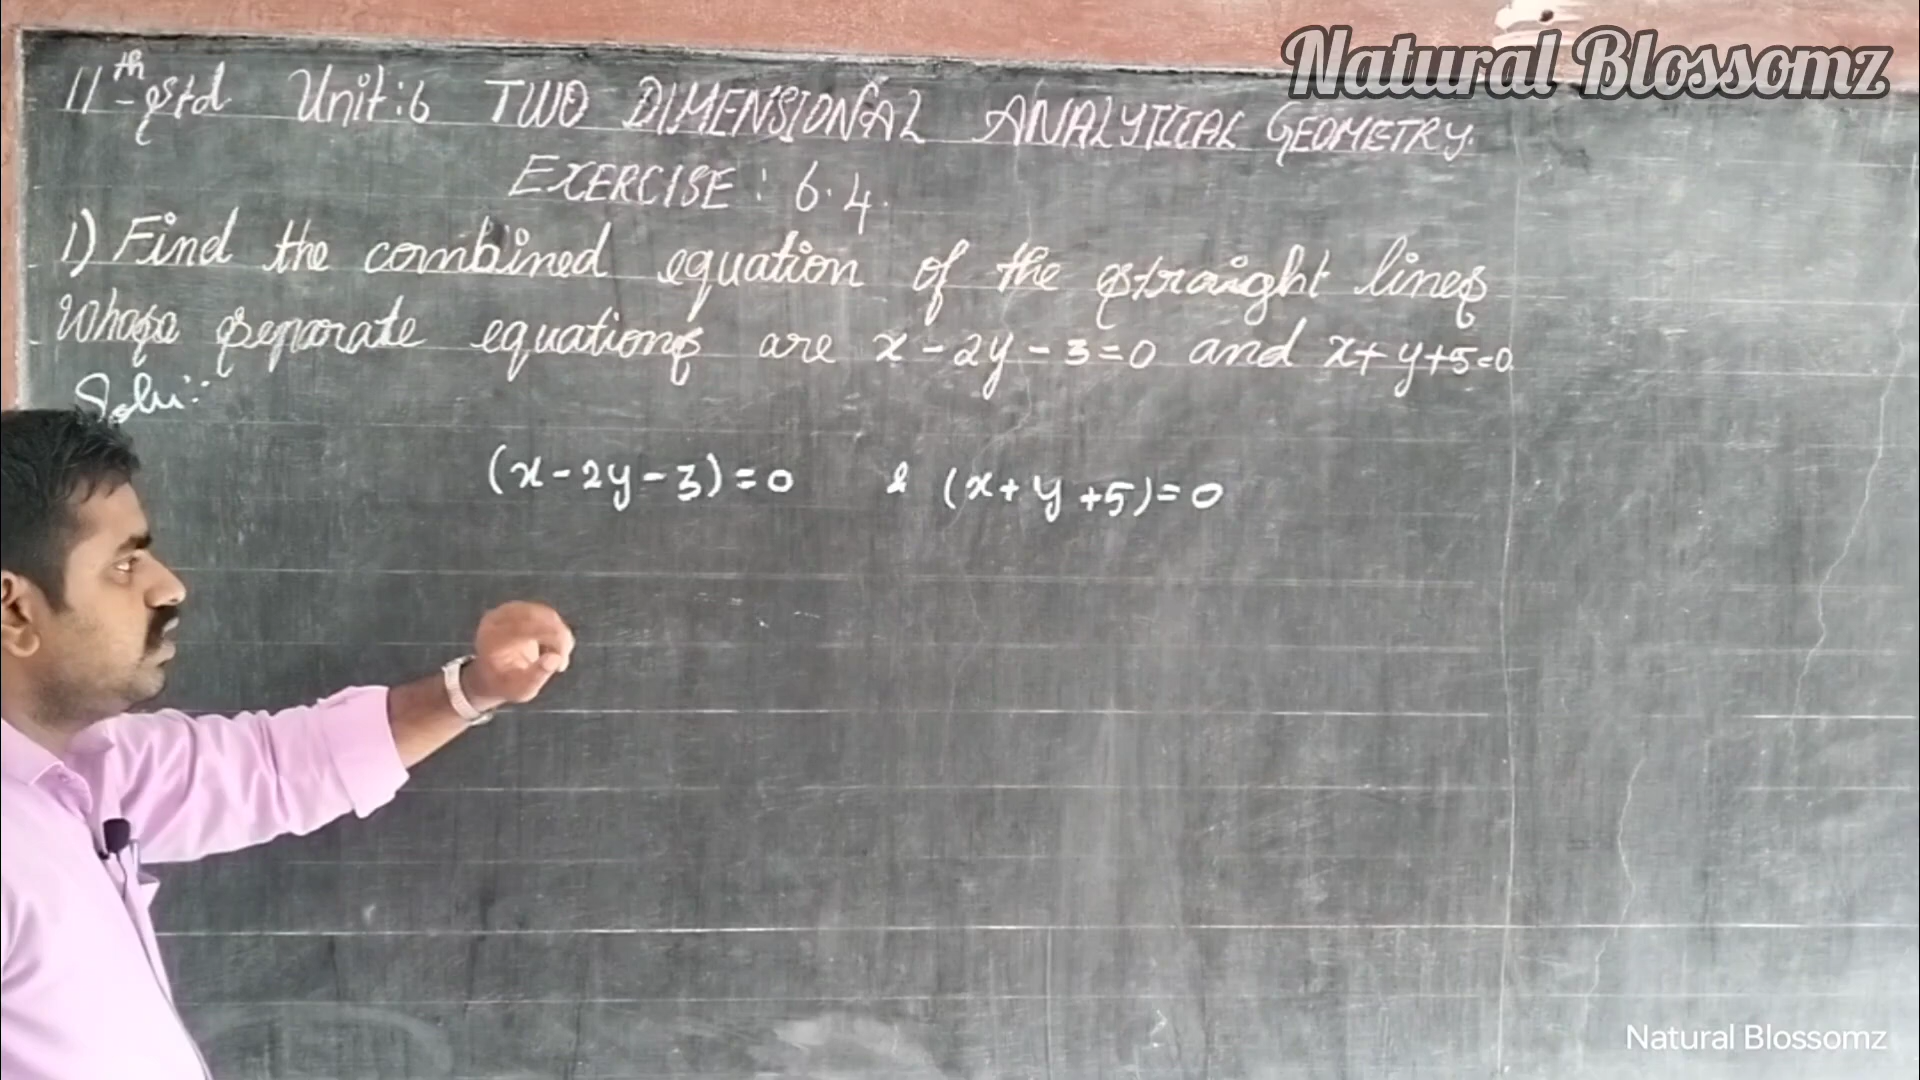 Natural Blossomz
11th-Std Unit:6 TWO DIMENSIONAL ANALYTICAL GEOMETRY.
EXERCISE: 6.4.
1) Find the combined equation of the straight lines
whose separate equations are x-2y-3=0 and x+y+5=0
Solu:-
(x-2y-3)=0 & (x+y+5)=0
Natural Blossomz